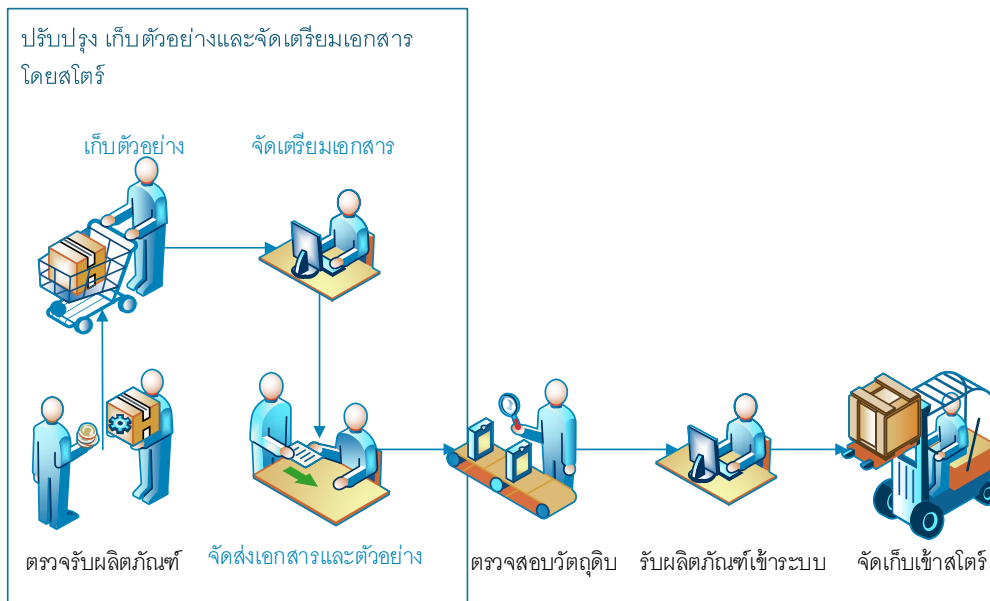 ปรับปรุง เก็บตัวอย่างและจัดเตรียมเอกสาร
โดยสโตร์
เก็บตัวอย่าง
จัดเตรียมเอกสาร
ตรวจรับผลิตภัณฑ์
จัดส่งเอกสารและตัวอย่าง
ตรวจสอบวัตถุดิบ
รับผลิตภัณฑ์เข้าระบบ
จัดเก็บเข้าสโตร์